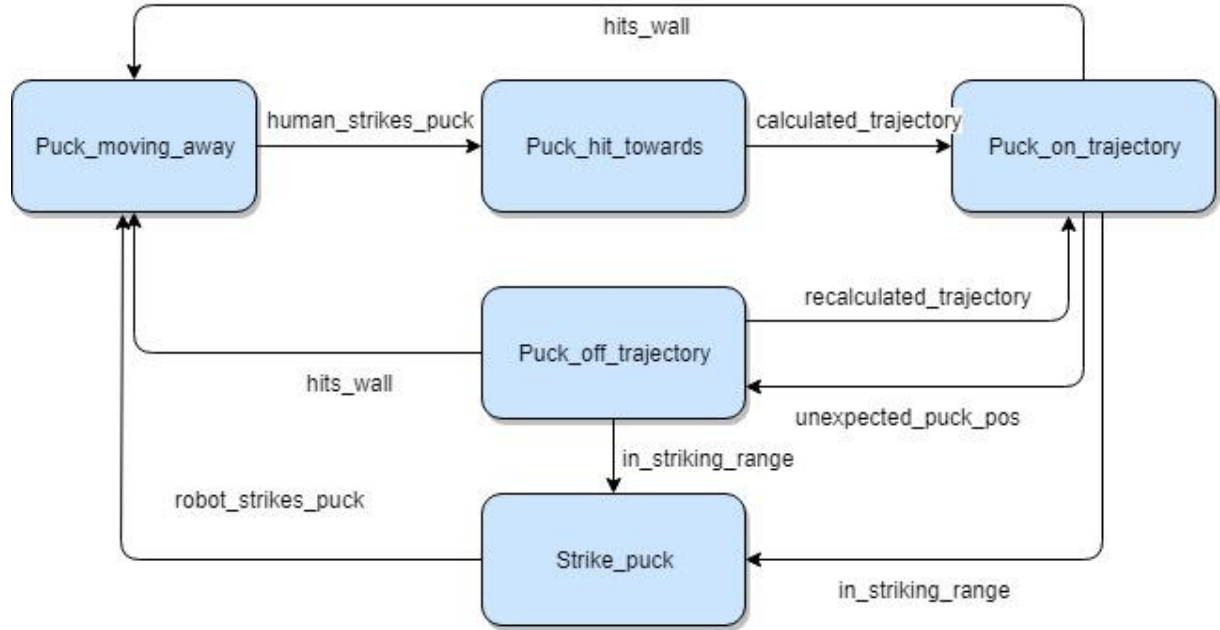 hits_wall
Puck_moving_away
human_strikes_puck
Puck_hit_towards
calculated_trajectory
Puck_on_trajectory
recalculated_trajectory
Puck_off_trajectory
hits_wall
unexpected_puck_pos
in_striking_range
robot_strikes_puck
Strike_puck
in_striking_range